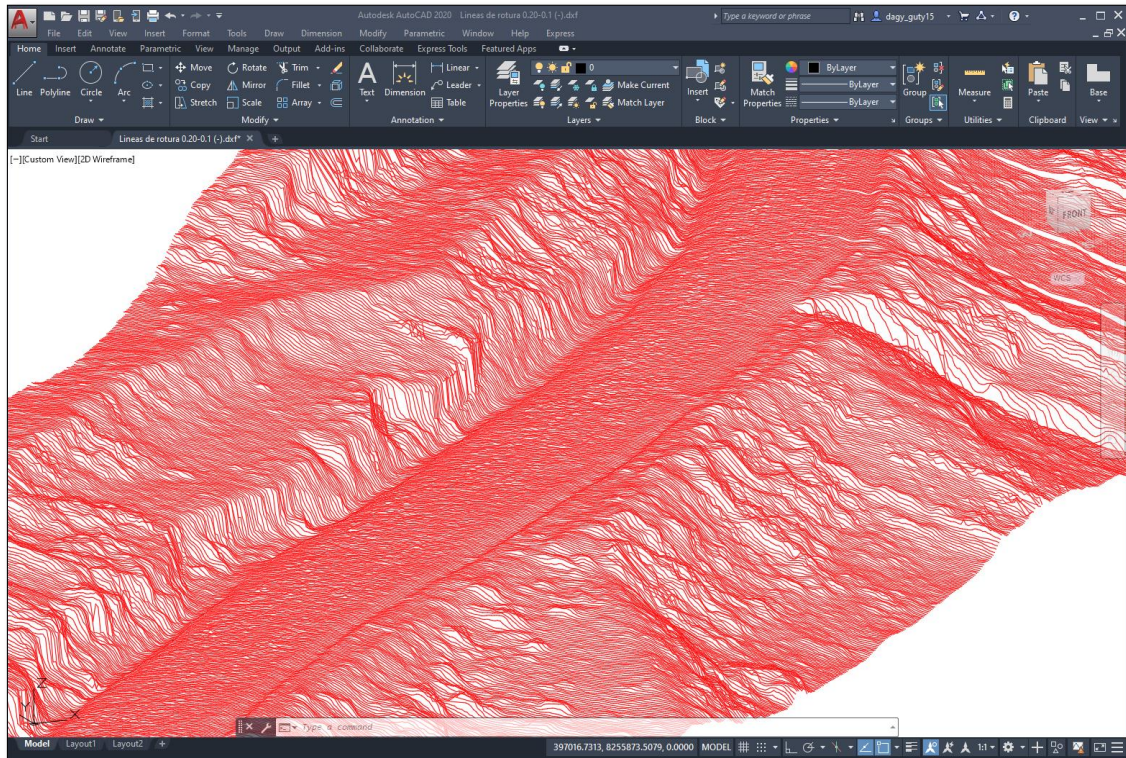 Autodesk AutoCAD 2020 Lineas de rotura 0.20-0.1 (-).dxf
Type a keyword or phrase
dagy_guty15
File Edit View Insert Format Tools Draw Dimension Modify Parametric Window Help Express
Home Insert Annotate Parametric View Manage Output Add-ins Collaborate Express Tools Featured Apps
Line Polyline Circle Arc
Move Rotate Trim
Copy Mirror Fillet
Stretch Scale Array
Text Dimension
Linear
Leader
Table
Layer Properties
0
Make Current
Match Layer
Insert
Match Properties
ByLayer
ByLayer
ByLayer
Group
Measure
Paste
Base
Draw Modify Annotation Layers Block Properties Groups Utilities Clipboard View
Start Lineas de rotura 0.20-0.1 (-).dxf*
[−][Custom View][2D Wireframe]
FRONT
WCS
Z
Y X
Type a command
Model Layout1 Layout2 +
397016.7313, 8255873.5079, 0.0000 MODEL 1:1